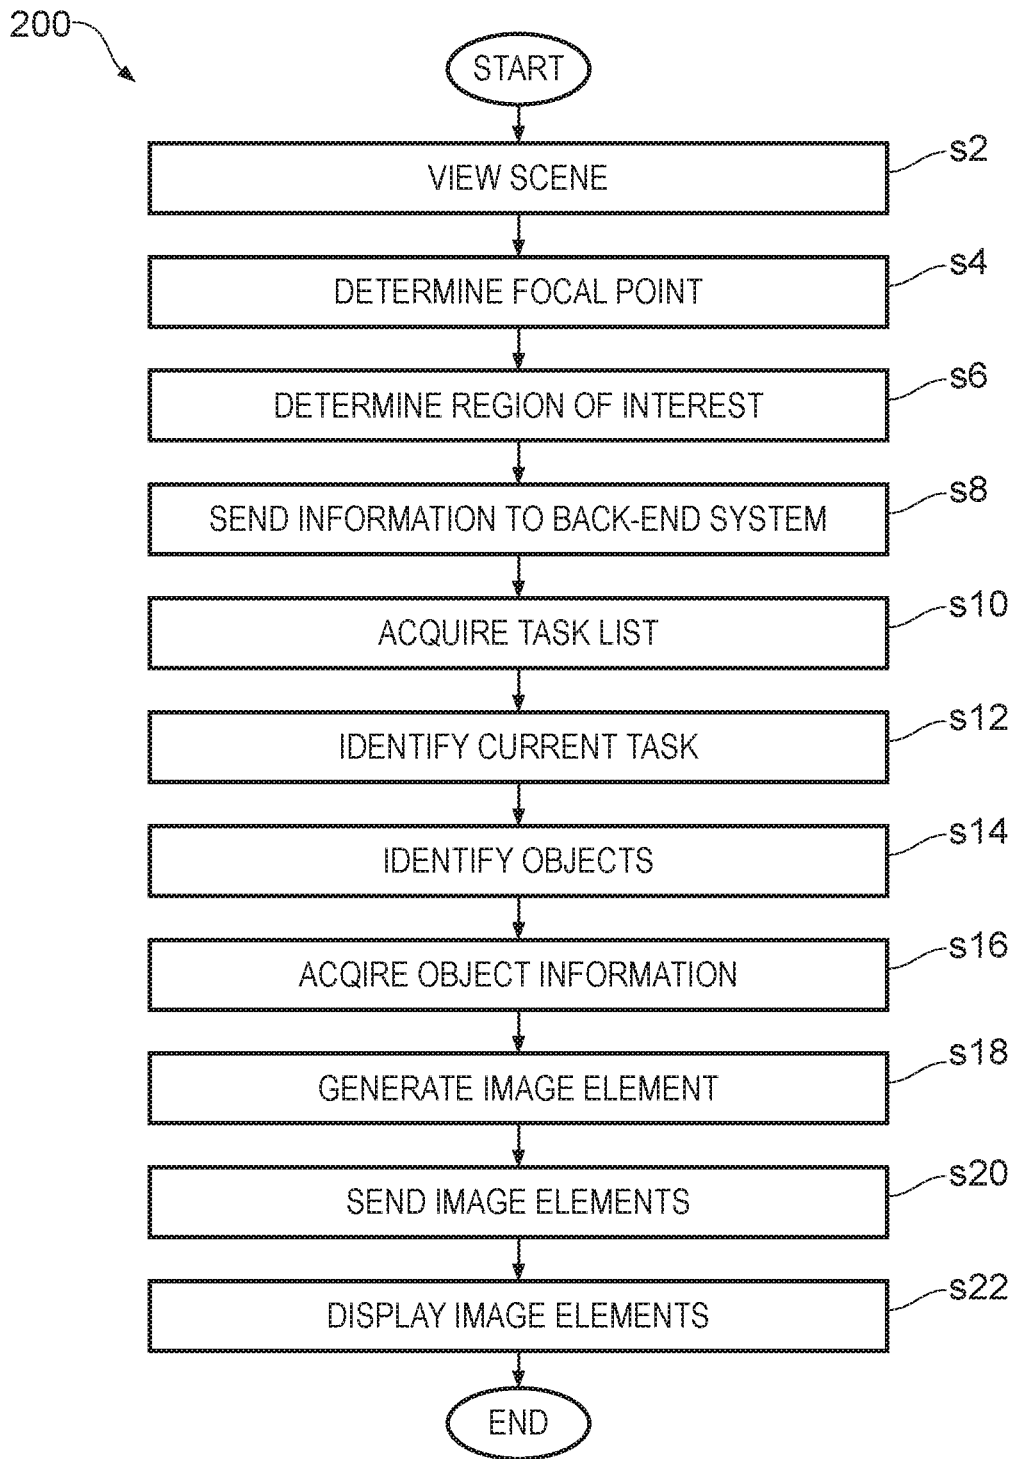 200
START
VIEW SCENE
s2
DETERMINE FOCAL POINT
s4
DETERMINE REGION OF INTEREST
s6
SEND INFORMATION TO BACK-END SYSTEM
s8
ACQUIRE TASK LIST
s10
IDENTIFY CURRENT TASK
s12
IDENTIFY OBJECTS
s14
ACQIRE OBJECT INFORMATION
s16
GENERATE IMAGE ELEMENT
s18
SEND IMAGE ELEMENTS
s20
DISPLAY IMAGE ELEMENTS
s22
END